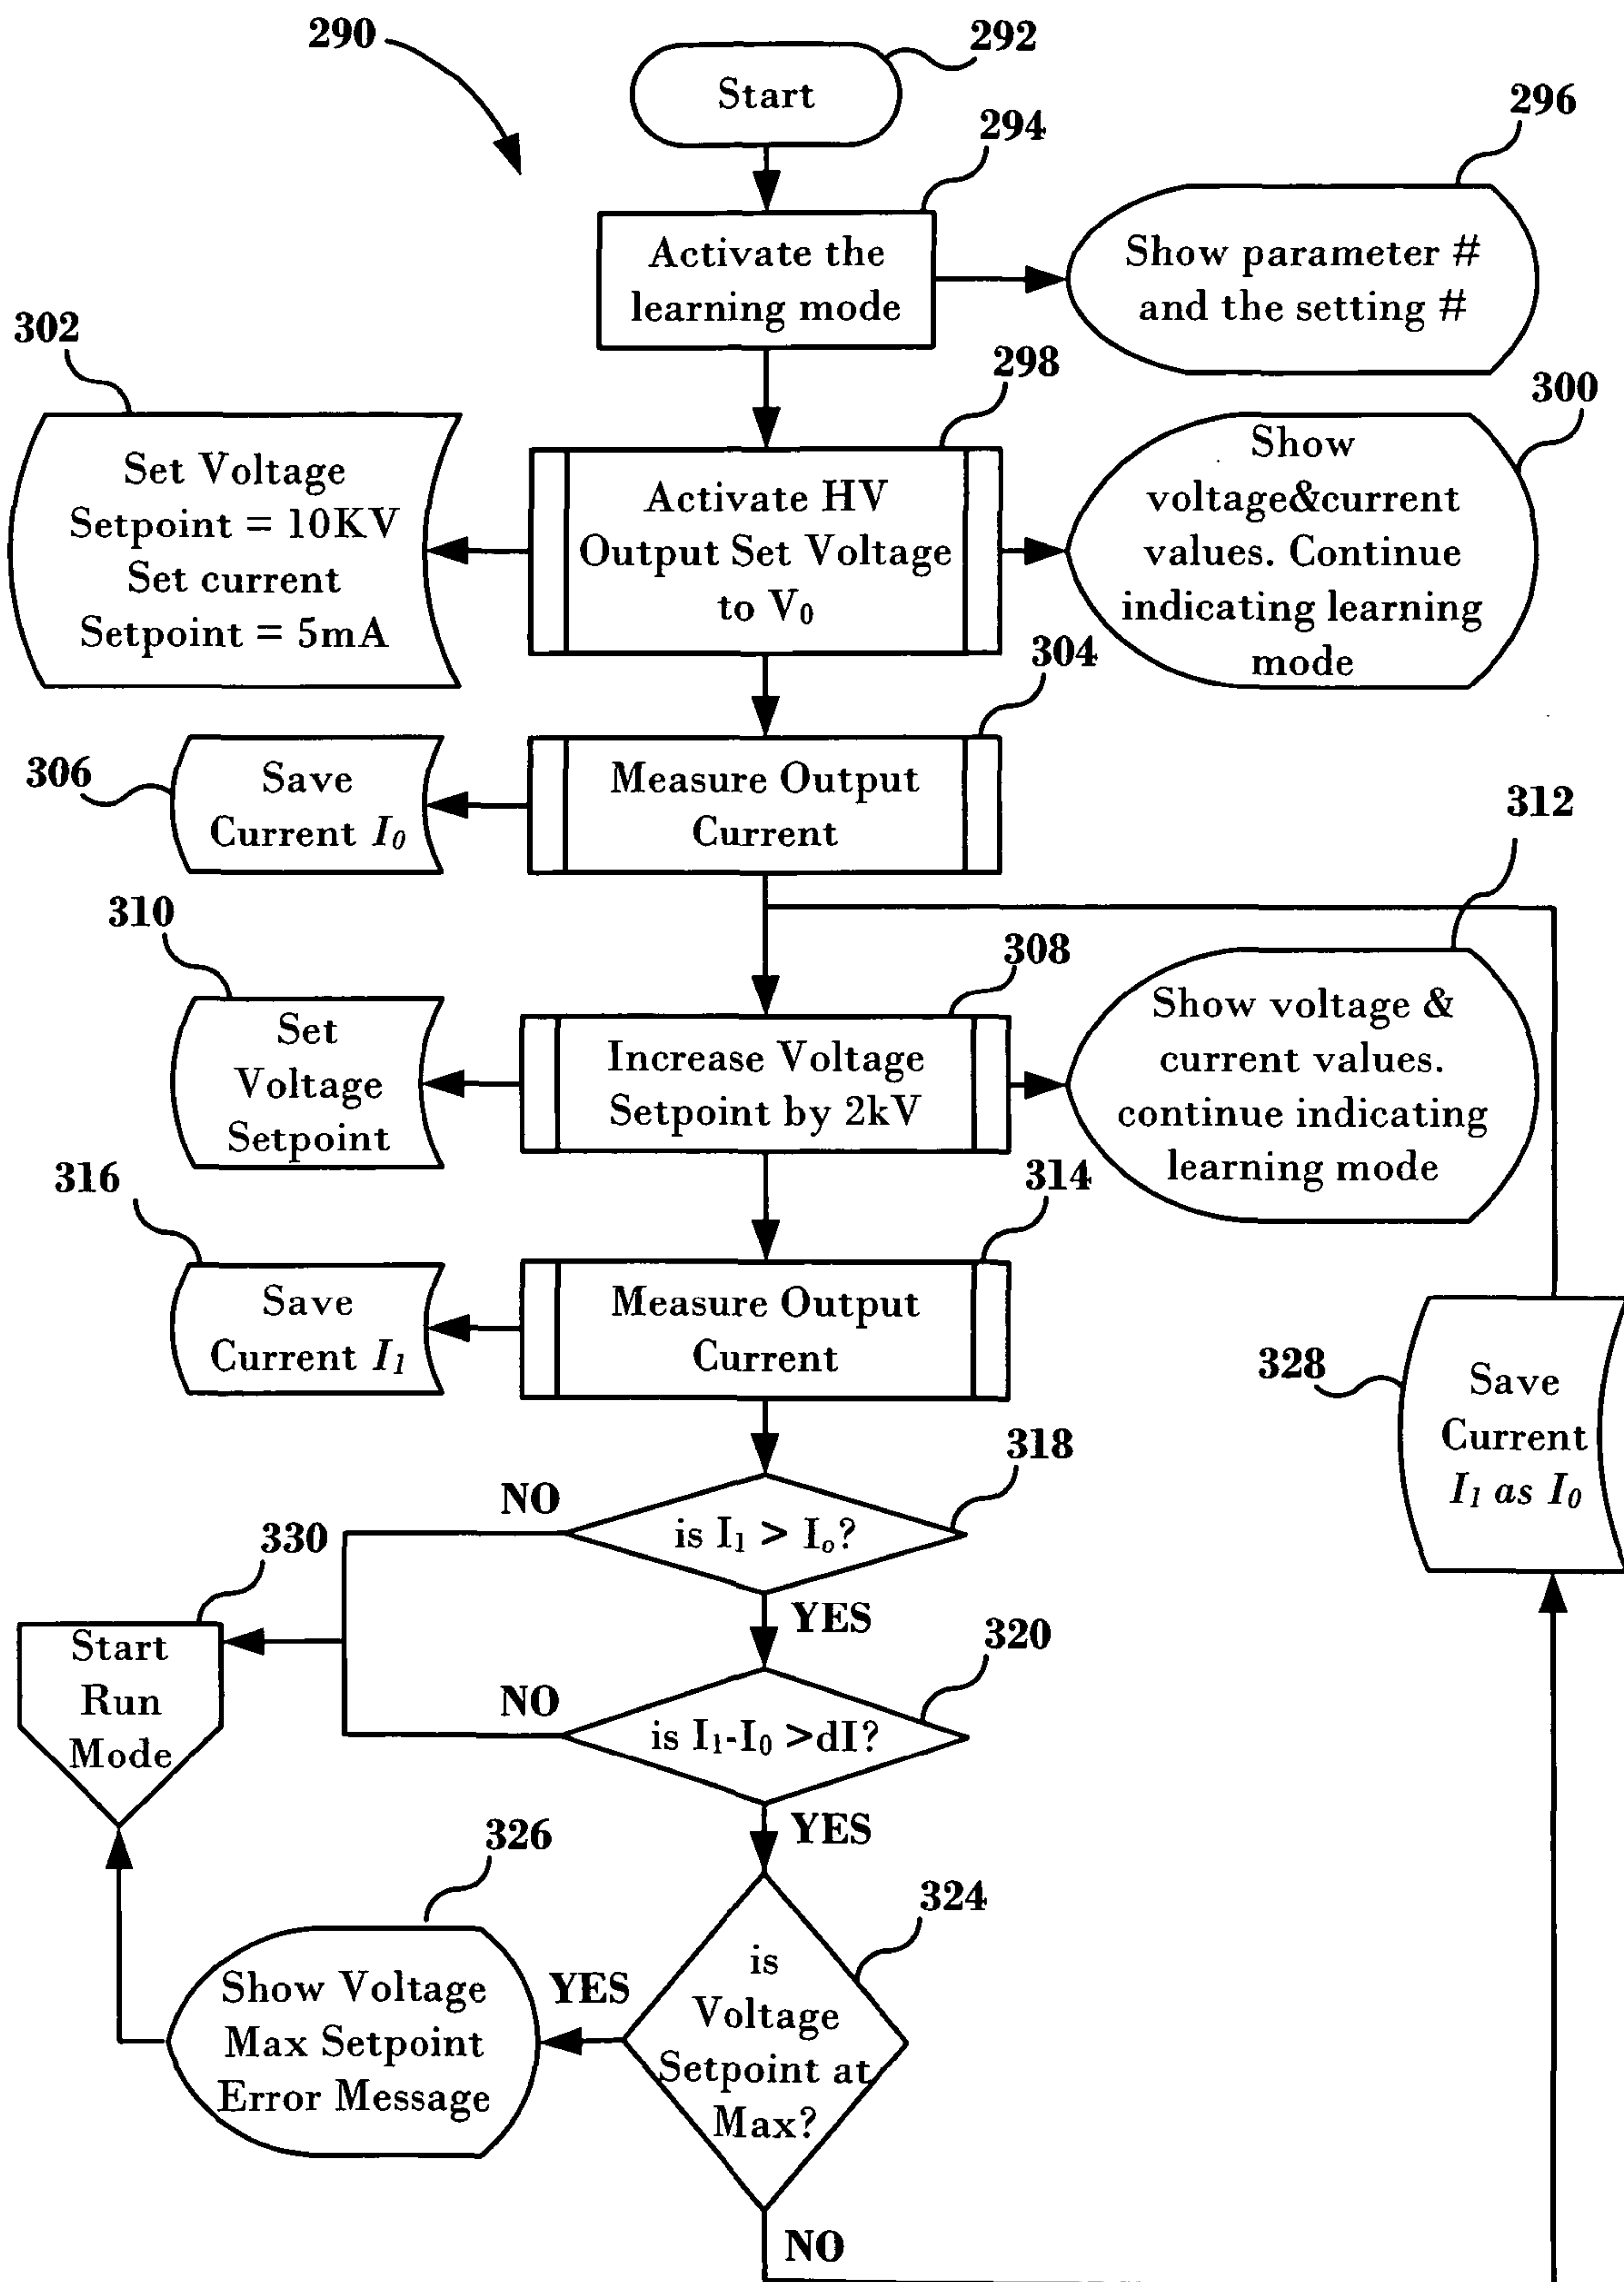 290
292
Start
294
296
Activate the
learning mode
Show parameter #
and the setting #
302
298
300
Set Voltage
Setpoint = 10KV
Set current
Setpoint = 5mA
Activate HV
Output Set Voltage
to V₀
Show
voltage&current
values. Continue
indicating learning
mode
304
306
Save
Current I₀
Measure Output
Current
312
310
308
Set
Voltage
Setpoint
Increase Voltage
Setpoint by 2kV
Show voltage &
current values.
continue indicating
learning mode
316
314
Save
Current I₁
Measure Output
Current
328
Save
Current
I₁ as I₀
318
NO
is I₁ > Iₒ?
330
YES
320
Start
Run
Mode
NO
is I₁-I₀ >dI?
YES
326
324
Show Voltage
Max Setpoint
Error Message
YES
is
Voltage
Setpoint at
Max?
NO